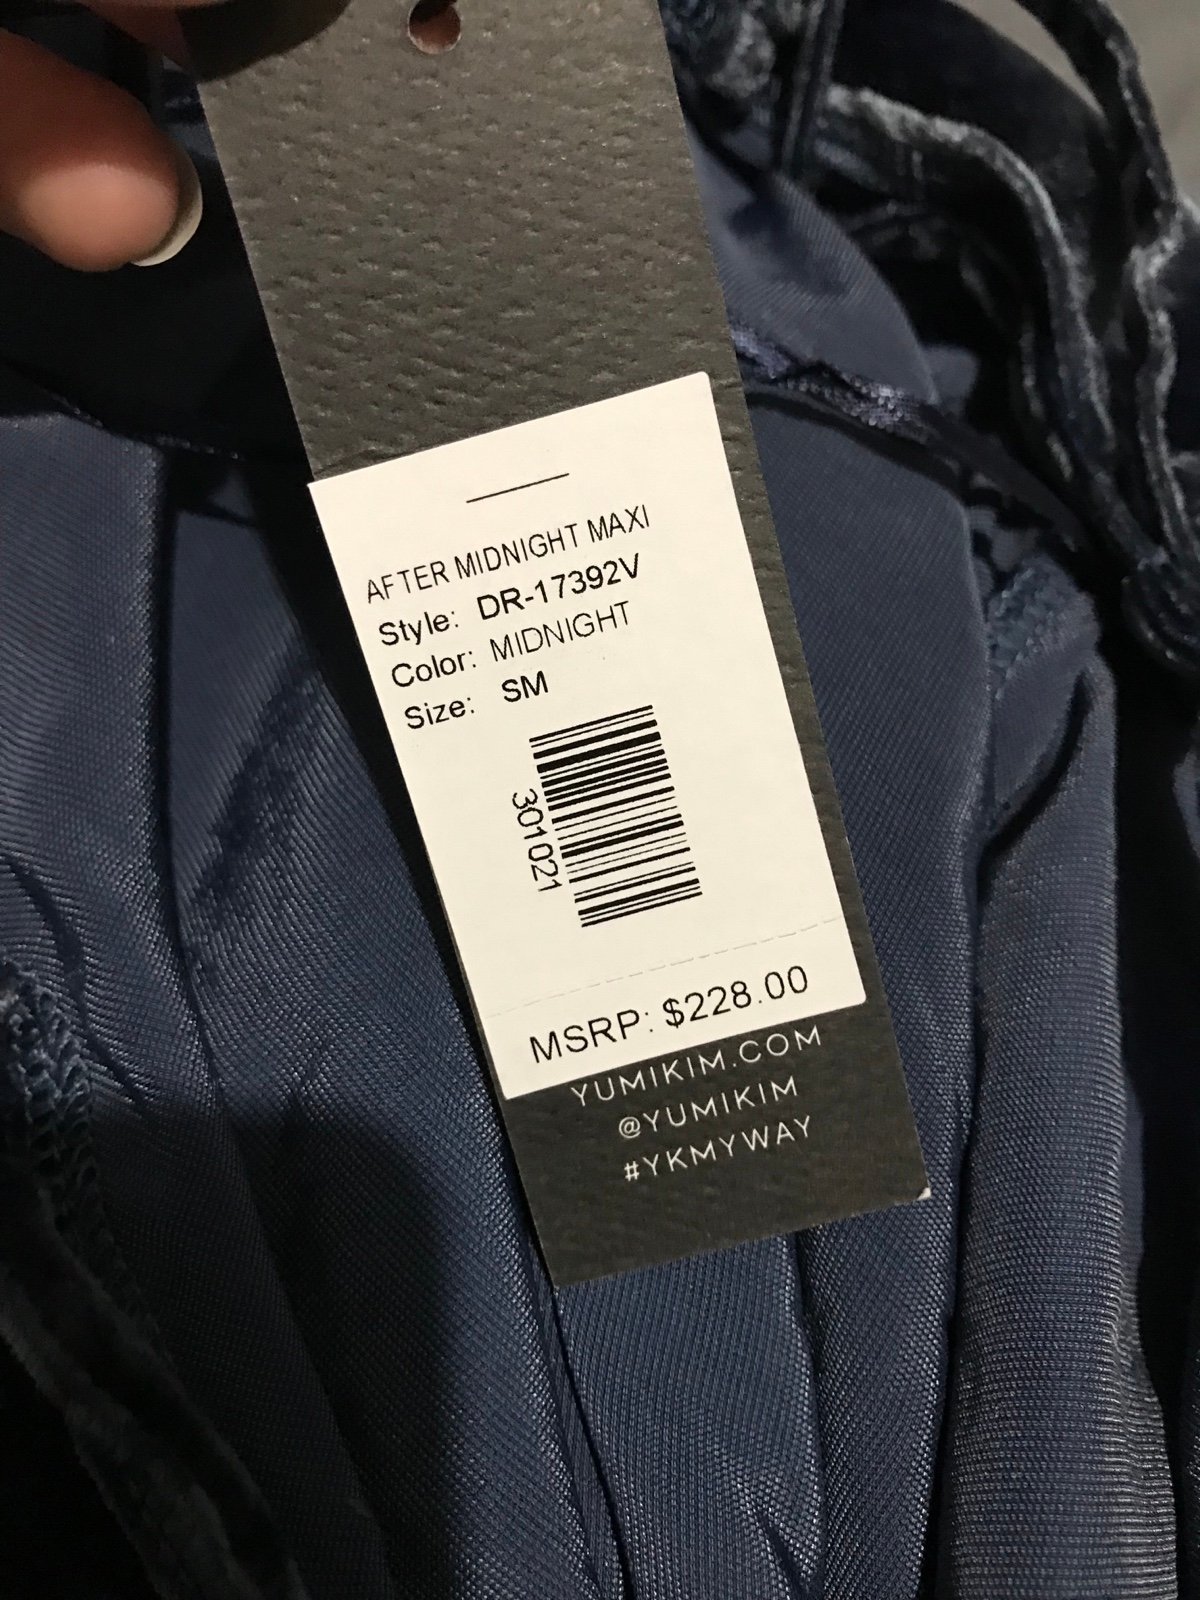 AFTER MIDNIGHT MAXI
Style: DR-17392V
Color: MIDNIGHT
Size: SM
301021
MSRP: $228.00
YUMIKIM.COM
@YUMIKIM
#YKMYWAY